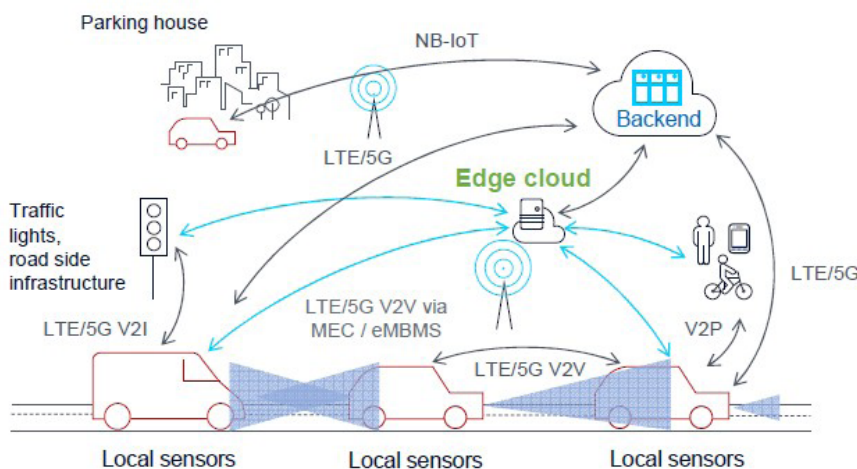 Parking house
NB-IoT
Backend
LTE/5G
Edge cloud
Traffic
lights,
road side
infrastructure
LTE/5G
LTE/5G V2I
LTE/5G V2V via
MEC / eMBMS
V2P
LTE/5G V2V
Local sensors
Local sensors
Local sensors